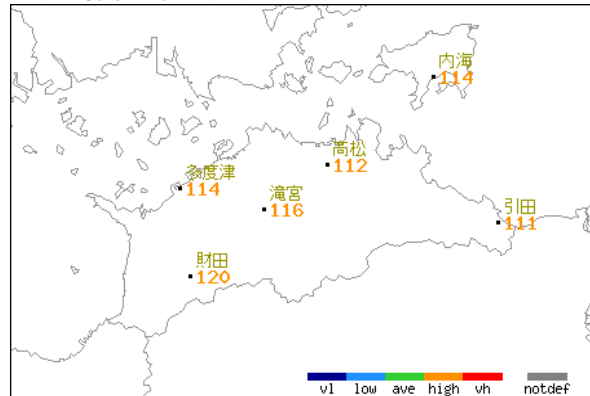 内海
114
高松
112
多度津
114
滝宮
116
引田
111
財田
120
vl low ave high vh notdef